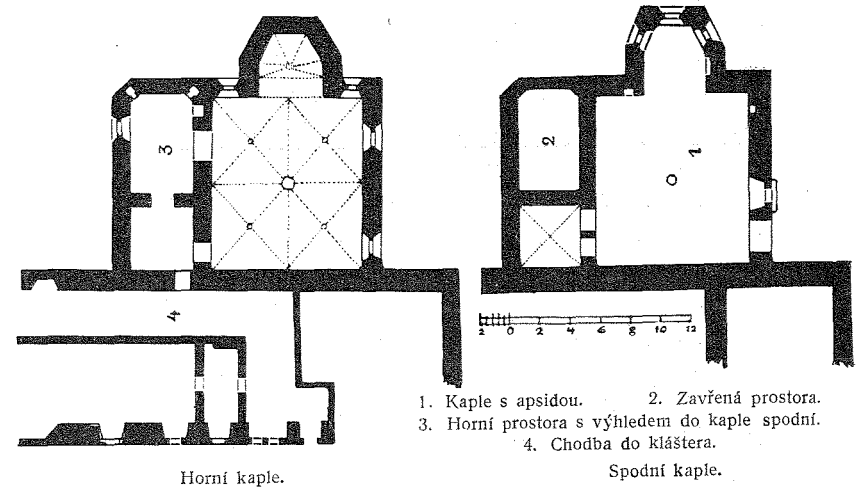 3
4
2
1
2 0 2 4 6 8 10 12
1. Kaple s apsidou. 2. Zavřená prostora.
3. Horní prostora s výhledem do kaple spodní.
4. Chodba do kláštera.
Horní kaple.
Spodní kaple.